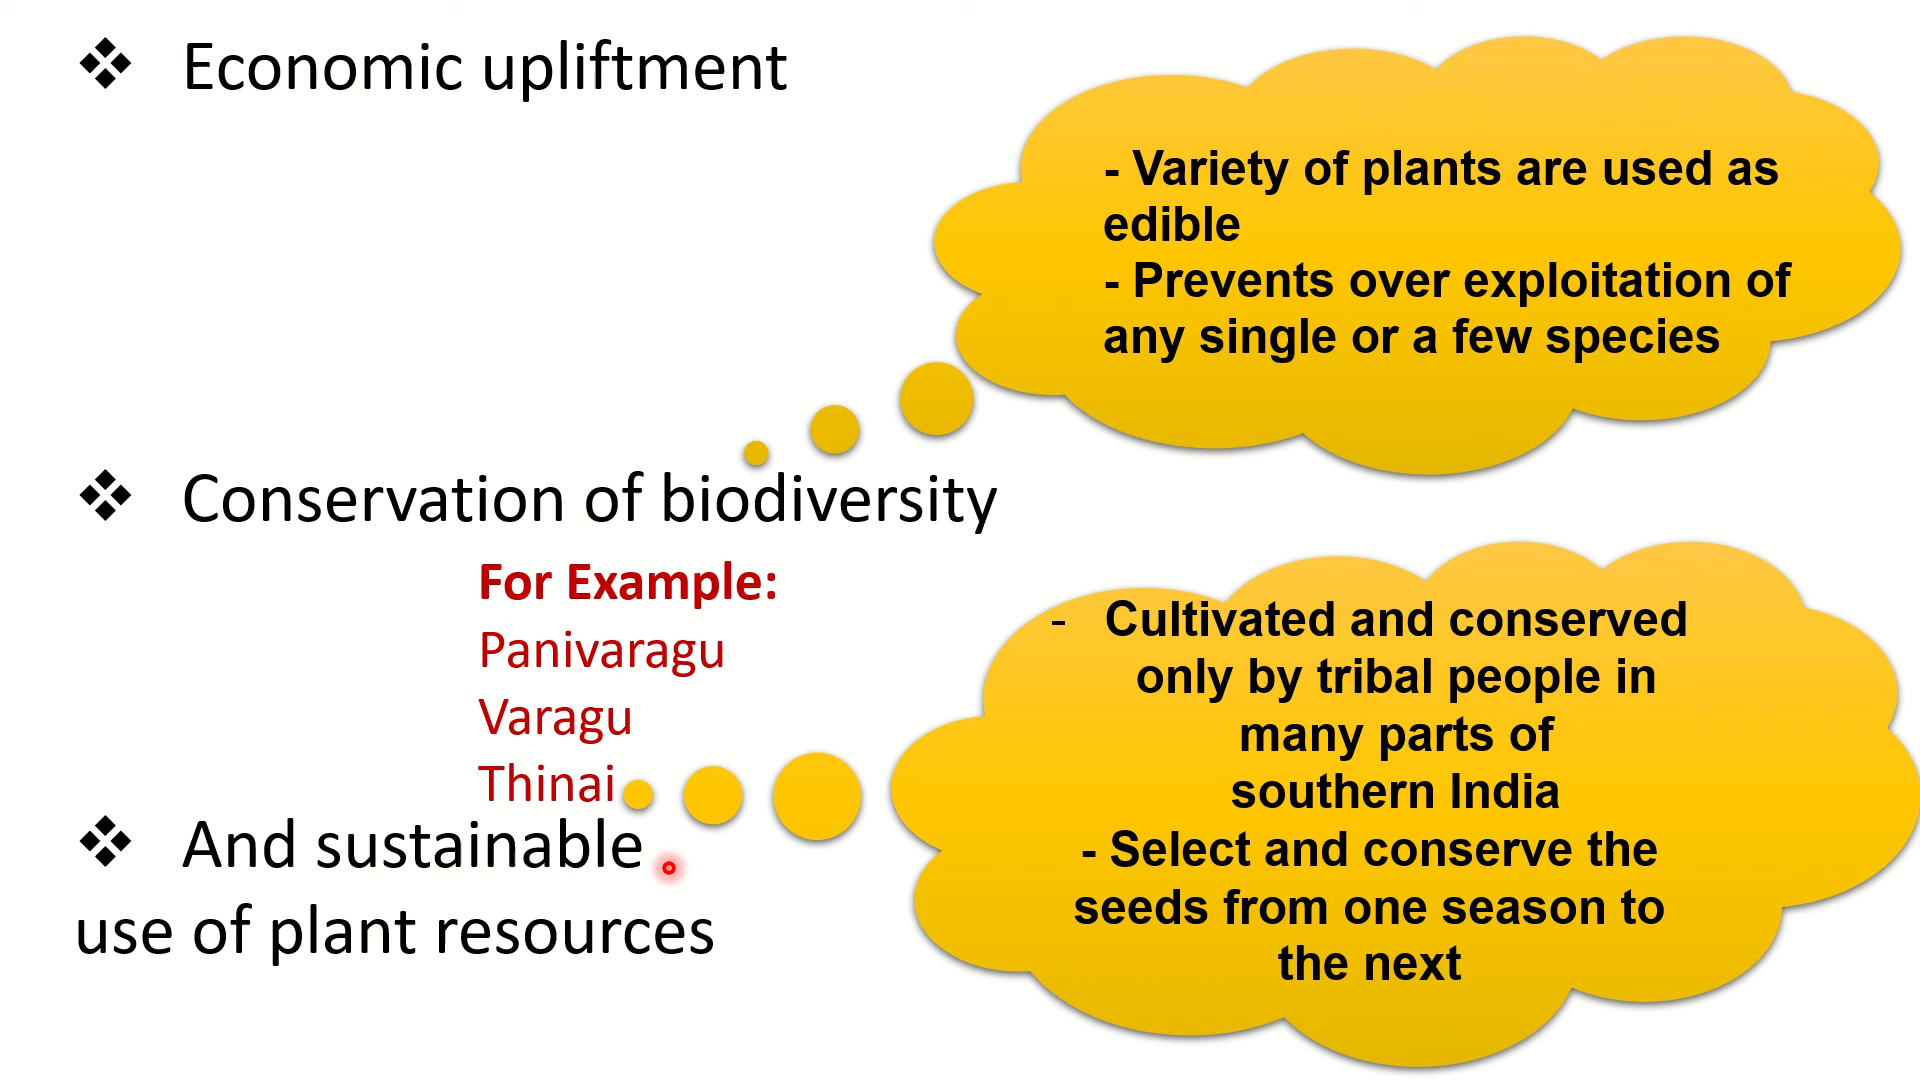 ❖ Economic upliftment
- Variety of plants are used as
edible
- Prevents over exploitation of
any single or a few species
❖ Conservation of biodiversity
For Example:
Panivaragu
Varagu
Thinai
- Cultivated and conserved
only by tribal people in
many parts of
southern India
- Select and conserve the
seeds from one season to
the next
❖ And sustainable
use of plant resources